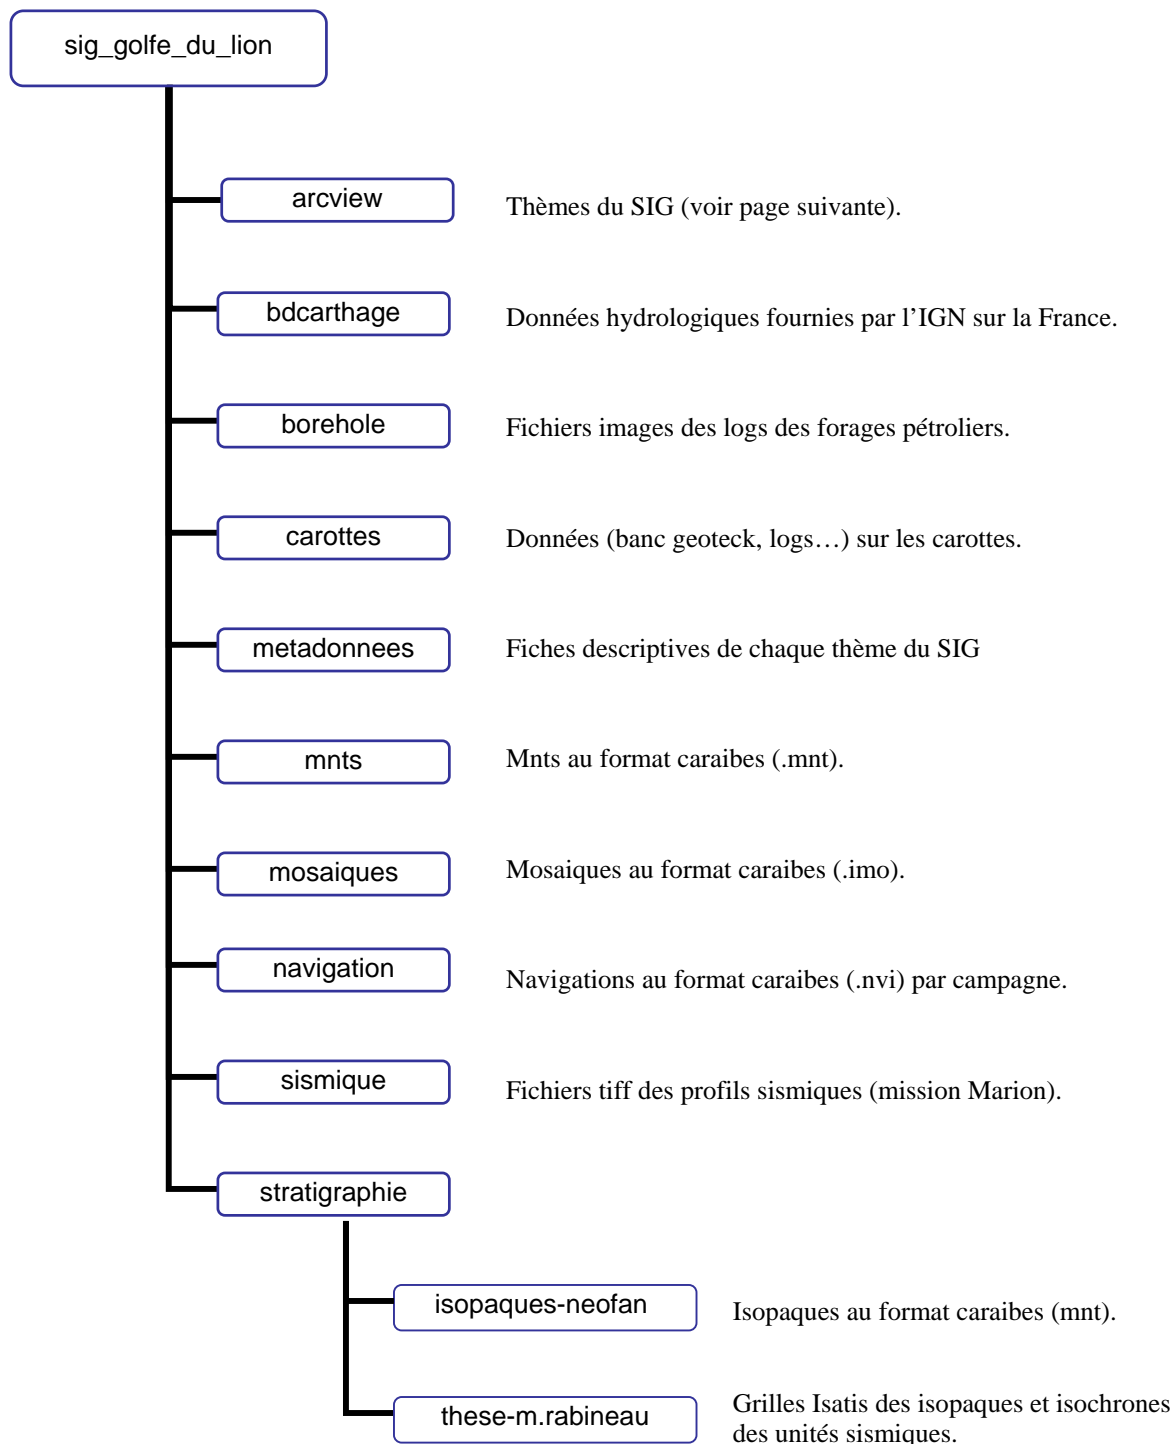 sig_golfe_du_lion
arcview
Thèmes du SIG (voir page suivante).
bdcarthage
Données hydrologiques fournies par l’IGN sur la France.
borehole
Fichiers images des logs des forages pétroliers.
carottes
Données (banc geoteck, logs…) sur les carottes.
metadonnees
Fiches descriptives de chaque thème du SIG
mnts
Mnts au format caraibes (.mnt).
mosaiques
Mosaiques au format caraibes (.imo).
navigation
Navigations au format caraibes (.nvi) par campagne.
sismique
Fichiers tiff des profils sismiques (mission Marion).
stratigraphie
isopaques-neofan
Isopaques au format caraibes (mnt).
these-m.rabineau
Grilles Isatis des isopaques et isochrones
des unités sismiques.